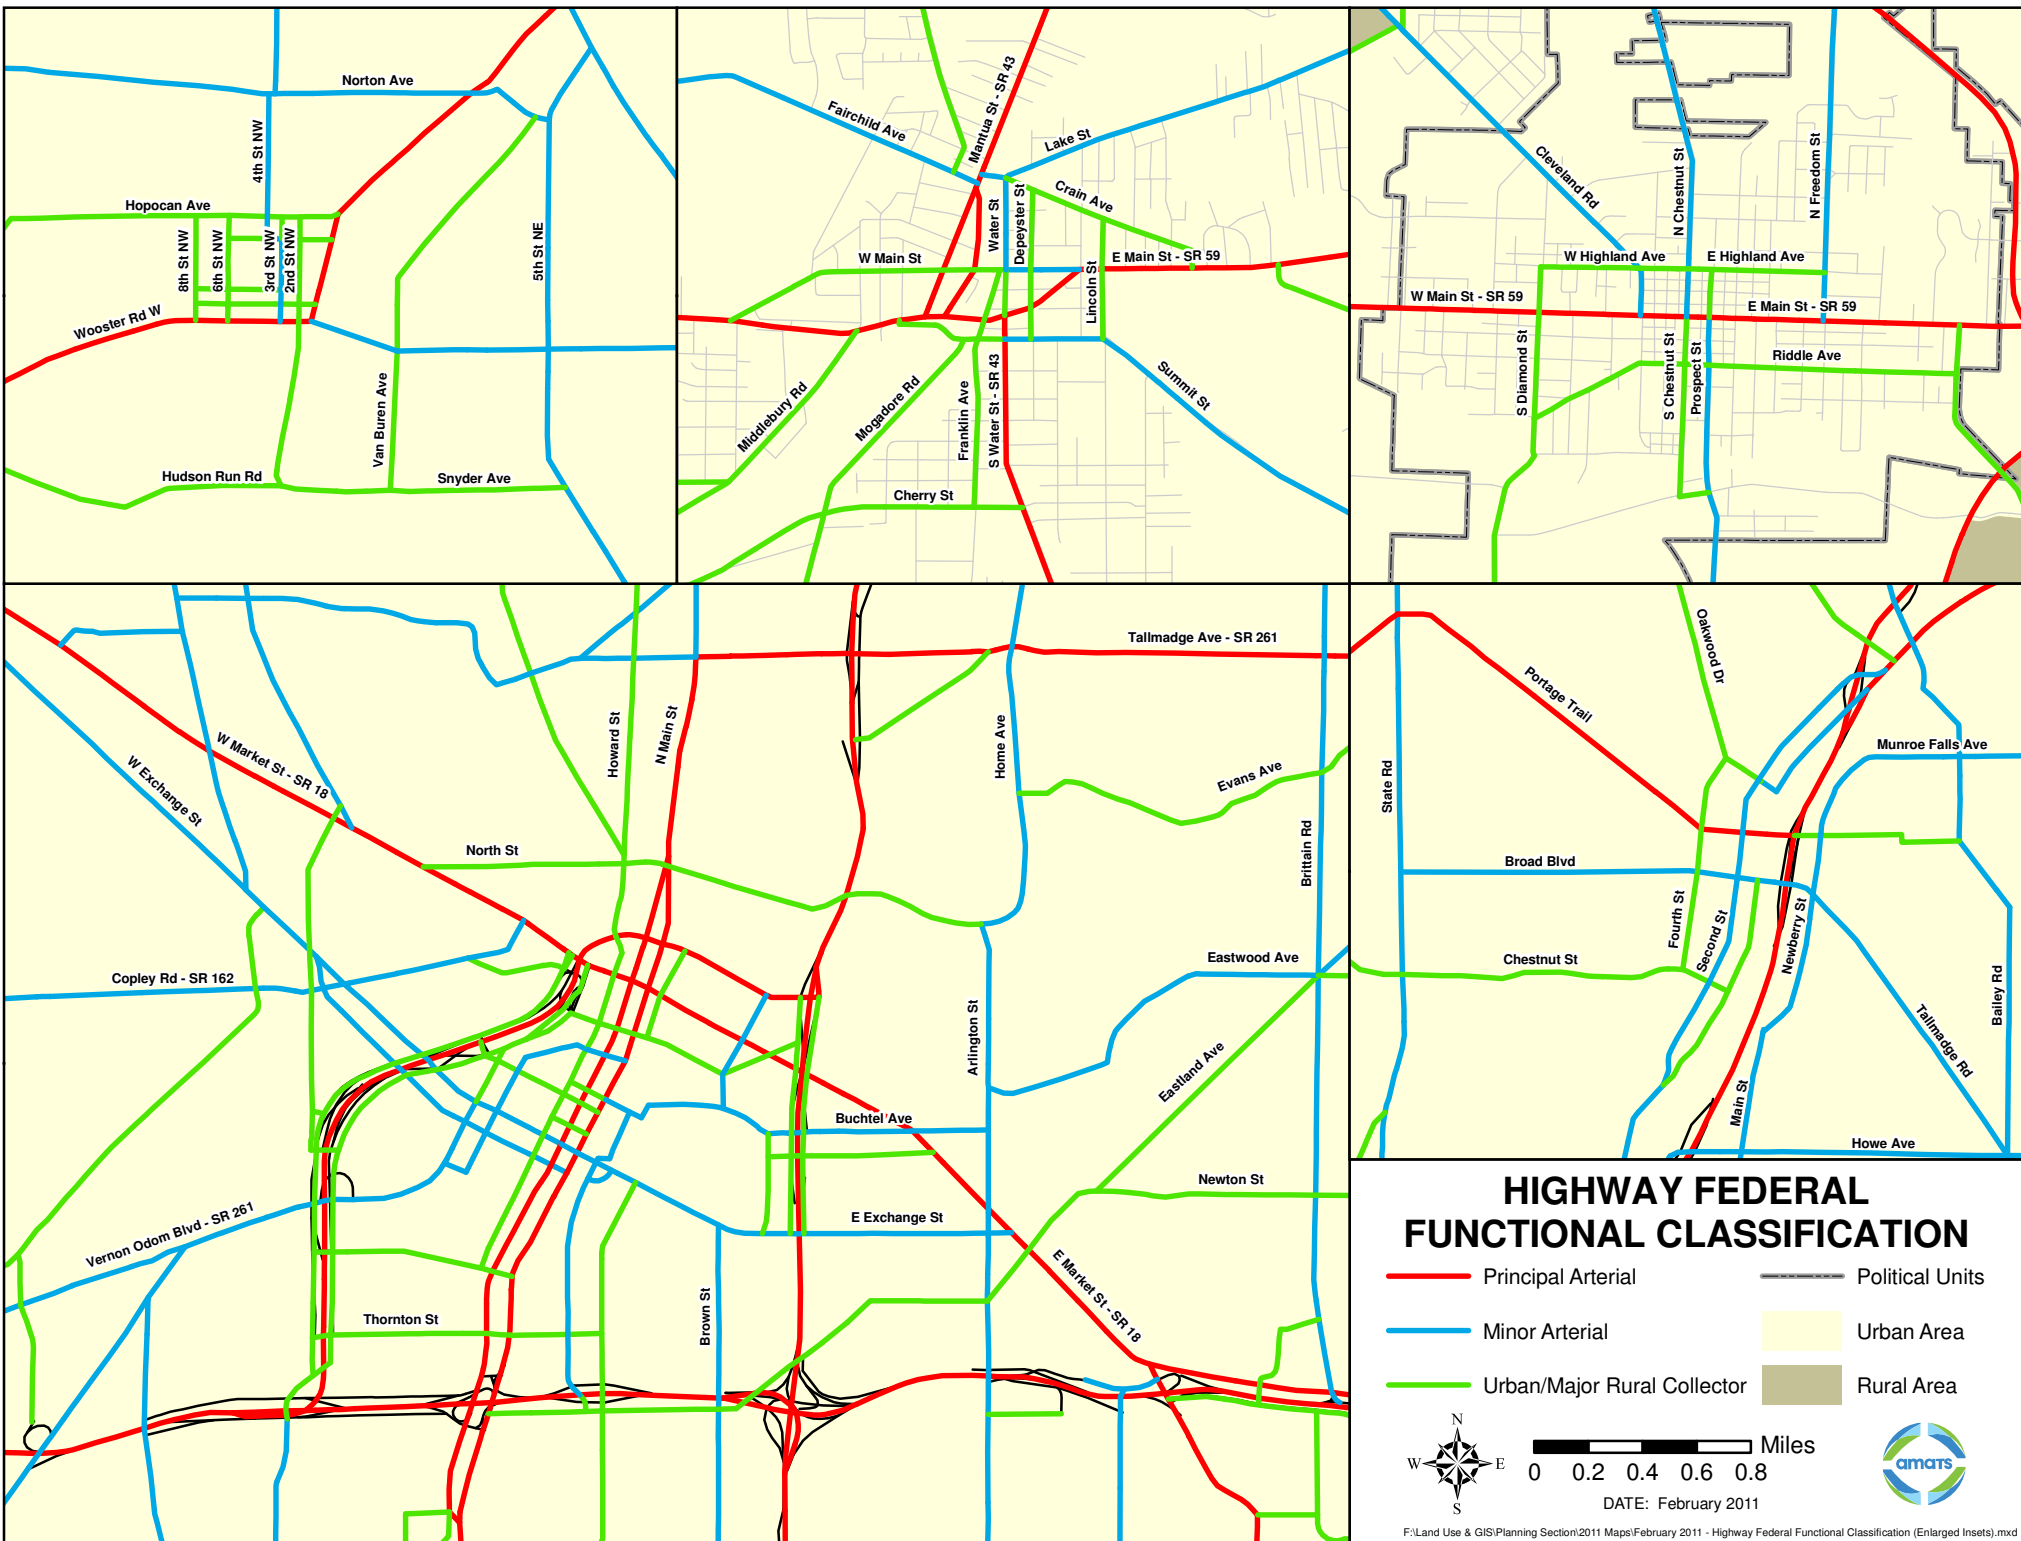 Norton Ave
4th St NW
Hopocan Ave
8th St NW
6th St NW
3rd St NW
2nd St NW
5th St NE
Wooster Rd W
Van Buren Ave
Hudson Run Rd
Snyder Ave
Mantua St - SR 43
Fairchild Ave
Lake St
Crain Ave
Water St
Depeyster St
W Main St
E Main St - SR 59
Lincoln St
Middlebury Rd
Mogadore Rd
Franklin Ave
S Water St - SR 43
Summit St
Cherry St
Cleveland Rd
N Chestnut St
N Freedom St
W Highland Ave
E Highland Ave
W Main St - SR 59
E Main St - SR 59
S Diamond St
S Chestnut St
Prospect St
Riddle Ave
Tallmadge Ave - SR 261
Howard St
N Main St
Home Ave
W Market St - SR 18
W Exchange St
Evans Ave
Brittain Rd
North St
Copley Rd - SR 162
Eastwood Ave
Arlington St
Eastland Ave
Buchtel Ave
Newton St
Vernon Odom Blvd - SR 261
E Exchange St
E Market St - SR 18
Thornton St
Brown St
Oakwood Dr
Portage Trail
Munroe Falls Ave
State Rd
Broad Blvd
Fourth St
Second St
Newberry St
Chestnut St
Bailey Rd
Tallmadge Rd
Main St
Howe Ave
HIGHWAY FEDERAL
FUNCTIONAL CLASSIFICATION
Principal Arterial
Political Units
Minor Arterial
Urban Area
Urban/Major Rural Collector
Rural Area
N
W E
S
Miles
0 0.2 0.4 0.6 0.8
amats
DATE: February 2011
F:\Land Use & GIS\Planning Section\2011 Maps\February 2011 - Highway Federal Functional Classification (Enlarged Insets).mxd